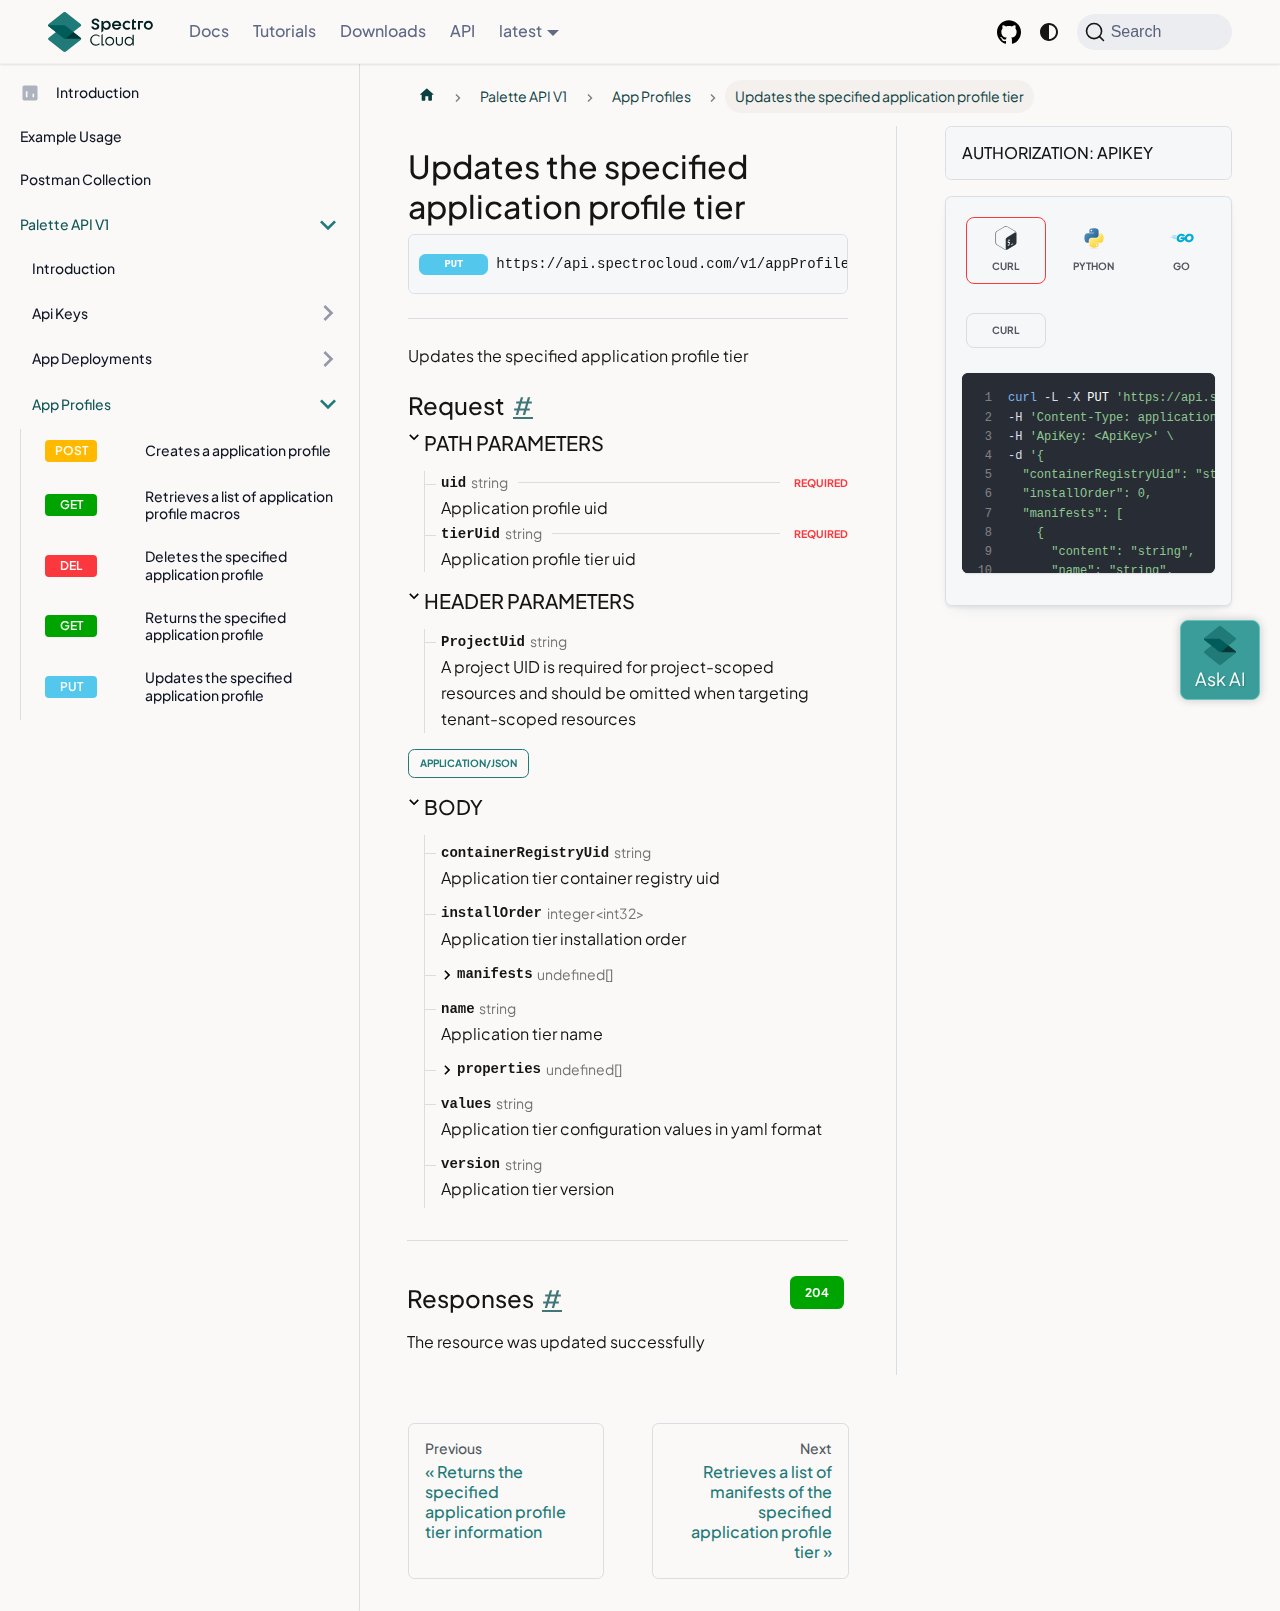 Spectro
Cloud
Docs
Tutorials
Downloads
API
latest
Search
Introduction
Example Usage
Postman Collection
Palette API V1
Introduction
Api Keys
App Deployments
App Profiles
POST Creates a application profile
GET Retrieves a list of application
profile macros
DEL Deletes the specified
application profile
GET Returns the specified
application profile
PUT Updates the specified
application profile
Palette API V1 > App Profiles > Updates the specified application profile tier
Updates the specified
application profile tier
PUT https://api.spectrocloud.com/v1/appProfile
Updates the specified application profile tier
Request #
PATH PARAMETERS
uid string REQUIRED
Application profile uid
tierUid string REQUIRED
Application profile tier uid
HEADER PARAMETERS
ProjectUid string
A project UID is required for project-scoped
resources and should be omitted when targeting
tenant-scoped resources
APPLICATION/JSON
BODY
containerRegistryUid string
Application tier container registry uid
installOrder integer<int32>
Application tier installation order
manifests undefined[]
name string
Application tier name
properties undefined[]
values string
Application tier configuration values in yaml format
version string
Application tier version
Responses #
204
The resource was updated successfully
Previous
« Returns the
specified
application profile
tier information
Next
Retrieves a list of
manifests of the
specified
application profile
tier »
AUTHORIZATION: APIKEY
CURL
PYTHON
GO
GO
CURL
1 curl -L -X PUT 'https://api.s
2 -H 'Content-Type: application
3 -H 'ApiKey: <ApiKey>' \
4 -d '{
5 "containerRegistryUid": "st
6 "installOrder": 0,
7 "manifests": [
8 {
9 "content": "string",
10 "name": "string",
Ask AI